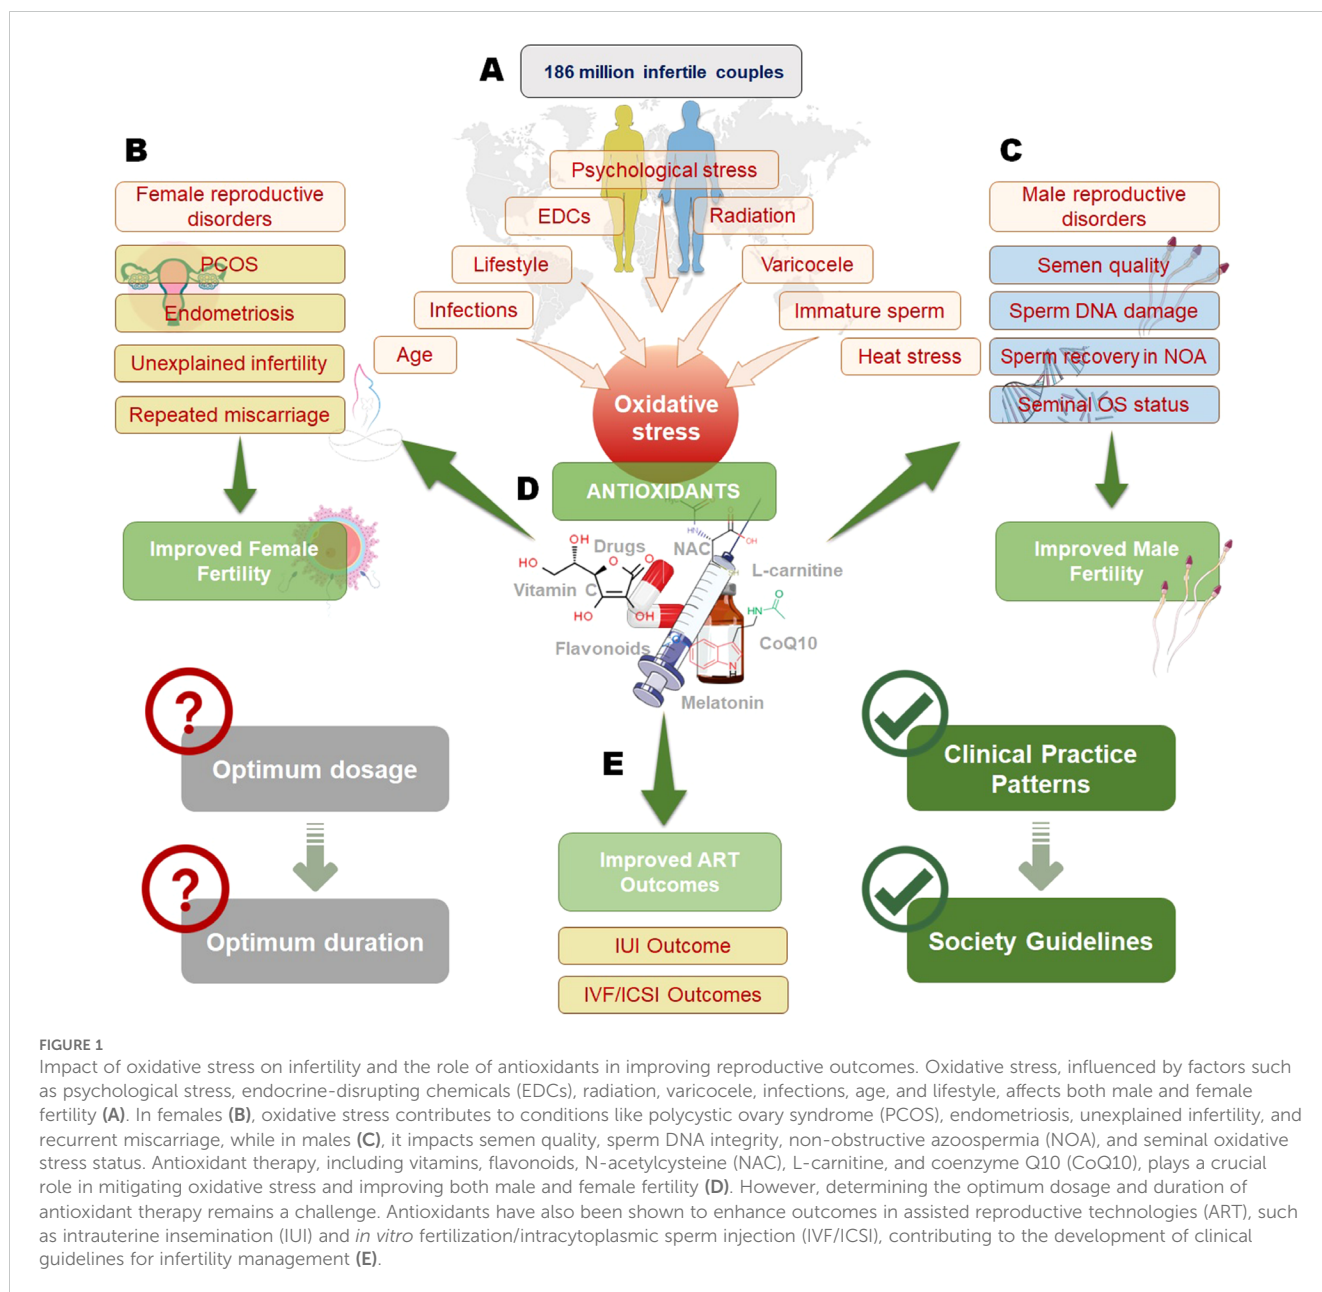 A
186 million infertile couples
Psychological stress
EDCs
Radiation
Lifestyle
Varicocele
Infections
Immature sperm
Age
Heat stress
Oxidative
stress
B
Female reproductive
disorders
PCOS
Endometriosis
Unexplained infertility
Repeated miscarriage
Improved Female
Fertility
C
Male reproductive
disorders
Semen quality
Sperm DNA damage
Sperm recovery in NOA
Seminal OS status
Improved Male
Fertility
D
ANTIOXIDANTS
Drugs
NAC
L-carnitine
Vitamin C
Flavonoids
CoQ10
Melatonin
OH
HO
O
O
HO
OH
HN
O
OH
HN
O
N
H
E
Improved ART
Outcomes
IUI Outcome
IVF/ICSI Outcomes
?
Optimum dosage
?
Optimum duration
Clinical Practice
Patterns
Society Guidelines
FIGURE 1
Impact of oxidative stress on infertility and the role of antioxidants in improving reproductive outcomes. Oxidative stress, influenced by factors such
as psychological stress, endocrine-disrupting chemicals (EDCs), radiation, varicocele, infections, age, and lifestyle, affects both male and female
fertility (A). In females (B), oxidative stress contributes to conditions like polycystic ovary syndrome (PCOS), endometriosis, unexplained infertility, and
recurrent miscarriage, while in males (C), it impacts semen quality, sperm DNA integrity, non-obstructive azoospermia (NOA), and seminal oxidative
stress status. Antioxidant therapy, including vitamins, flavonoids, N-acetylcysteine (NAC), L-carnitine, and coenzyme Q10 (CoQ10), plays a crucial
role in mitigating oxidative stress and improving both male and female fertility (D). However, determining the optimum dosage and duration of
antioxidant therapy remains a challenge. Antioxidants have also been shown to enhance outcomes in assisted reproductive technologies (ART), such
as intrauterine insemination (IUI) and in vitro fertilization/intracytoplasmic sperm injection (IVF/ICSI), contributing to the development of clinical
guidelines for infertility management (E).